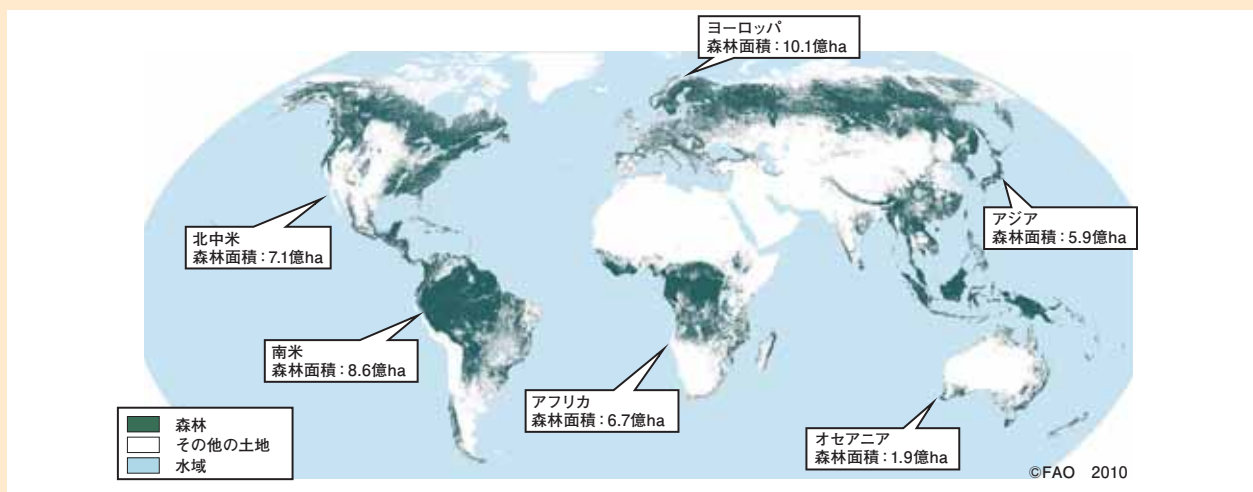 ヨーロッパ
森林面積：10.1億ha
アジア
森林面積：5.9億ha
北中米
森林面積：7.1億ha
南米
森林面積：8.6億ha
アフリカ
森林面積：6.7億ha
オセアニア
森林面積：1.9億ha
森林
その他の土地
水域
©FAO 2010